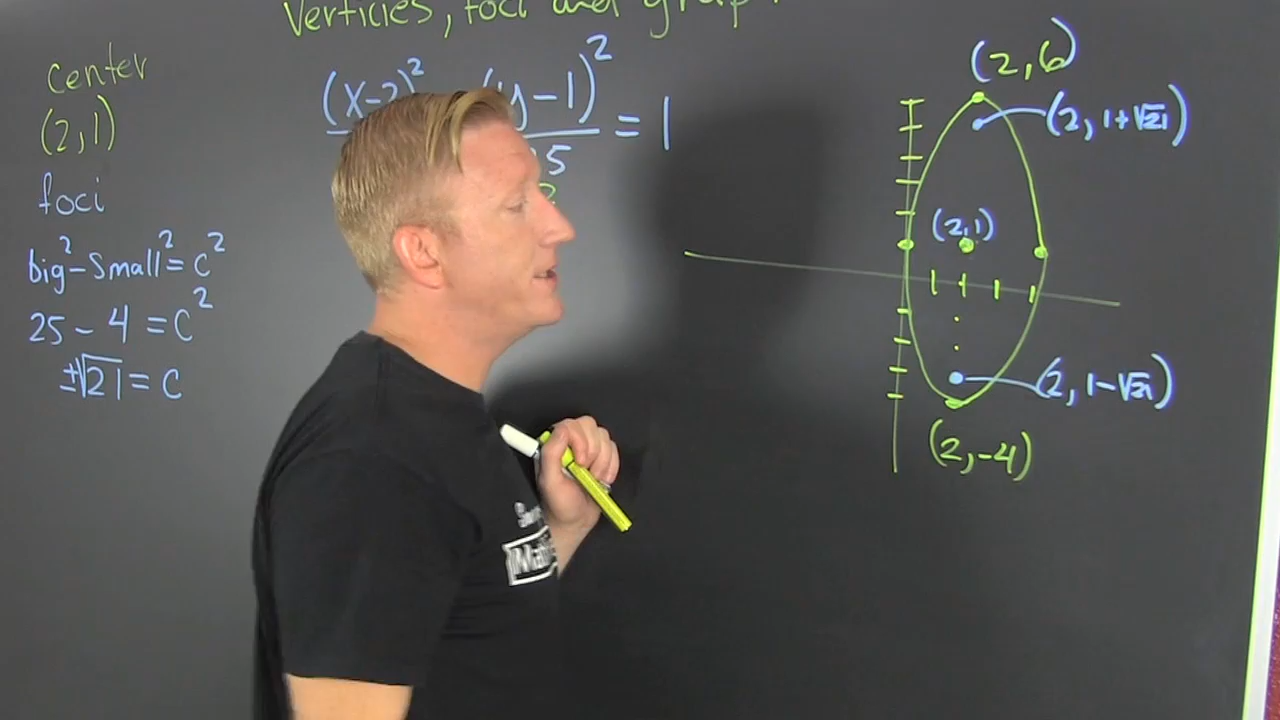 Verticies, foci and graph.
center
(2,1)
foci
big²-Small²=C²
25-4=C²
±√21=C
(x-2)² (y-1)²
5 = 1
(2,6)
(2, 1+√21)
(2,1)
(2, 1-√21)
(2,-4)